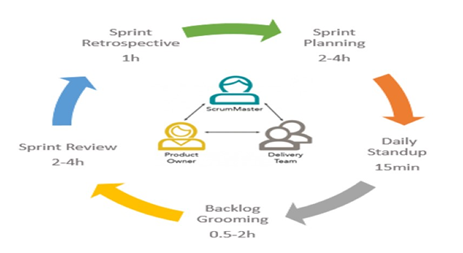 Sprint
Retrospective
1h
Sprint
Planning
2-4h
ScrumMaster
Product
Owner
Delivery
Team
Sprint Review
2-4h
Daily
Standup
15min
Backlog
Grooming
0.5-2h